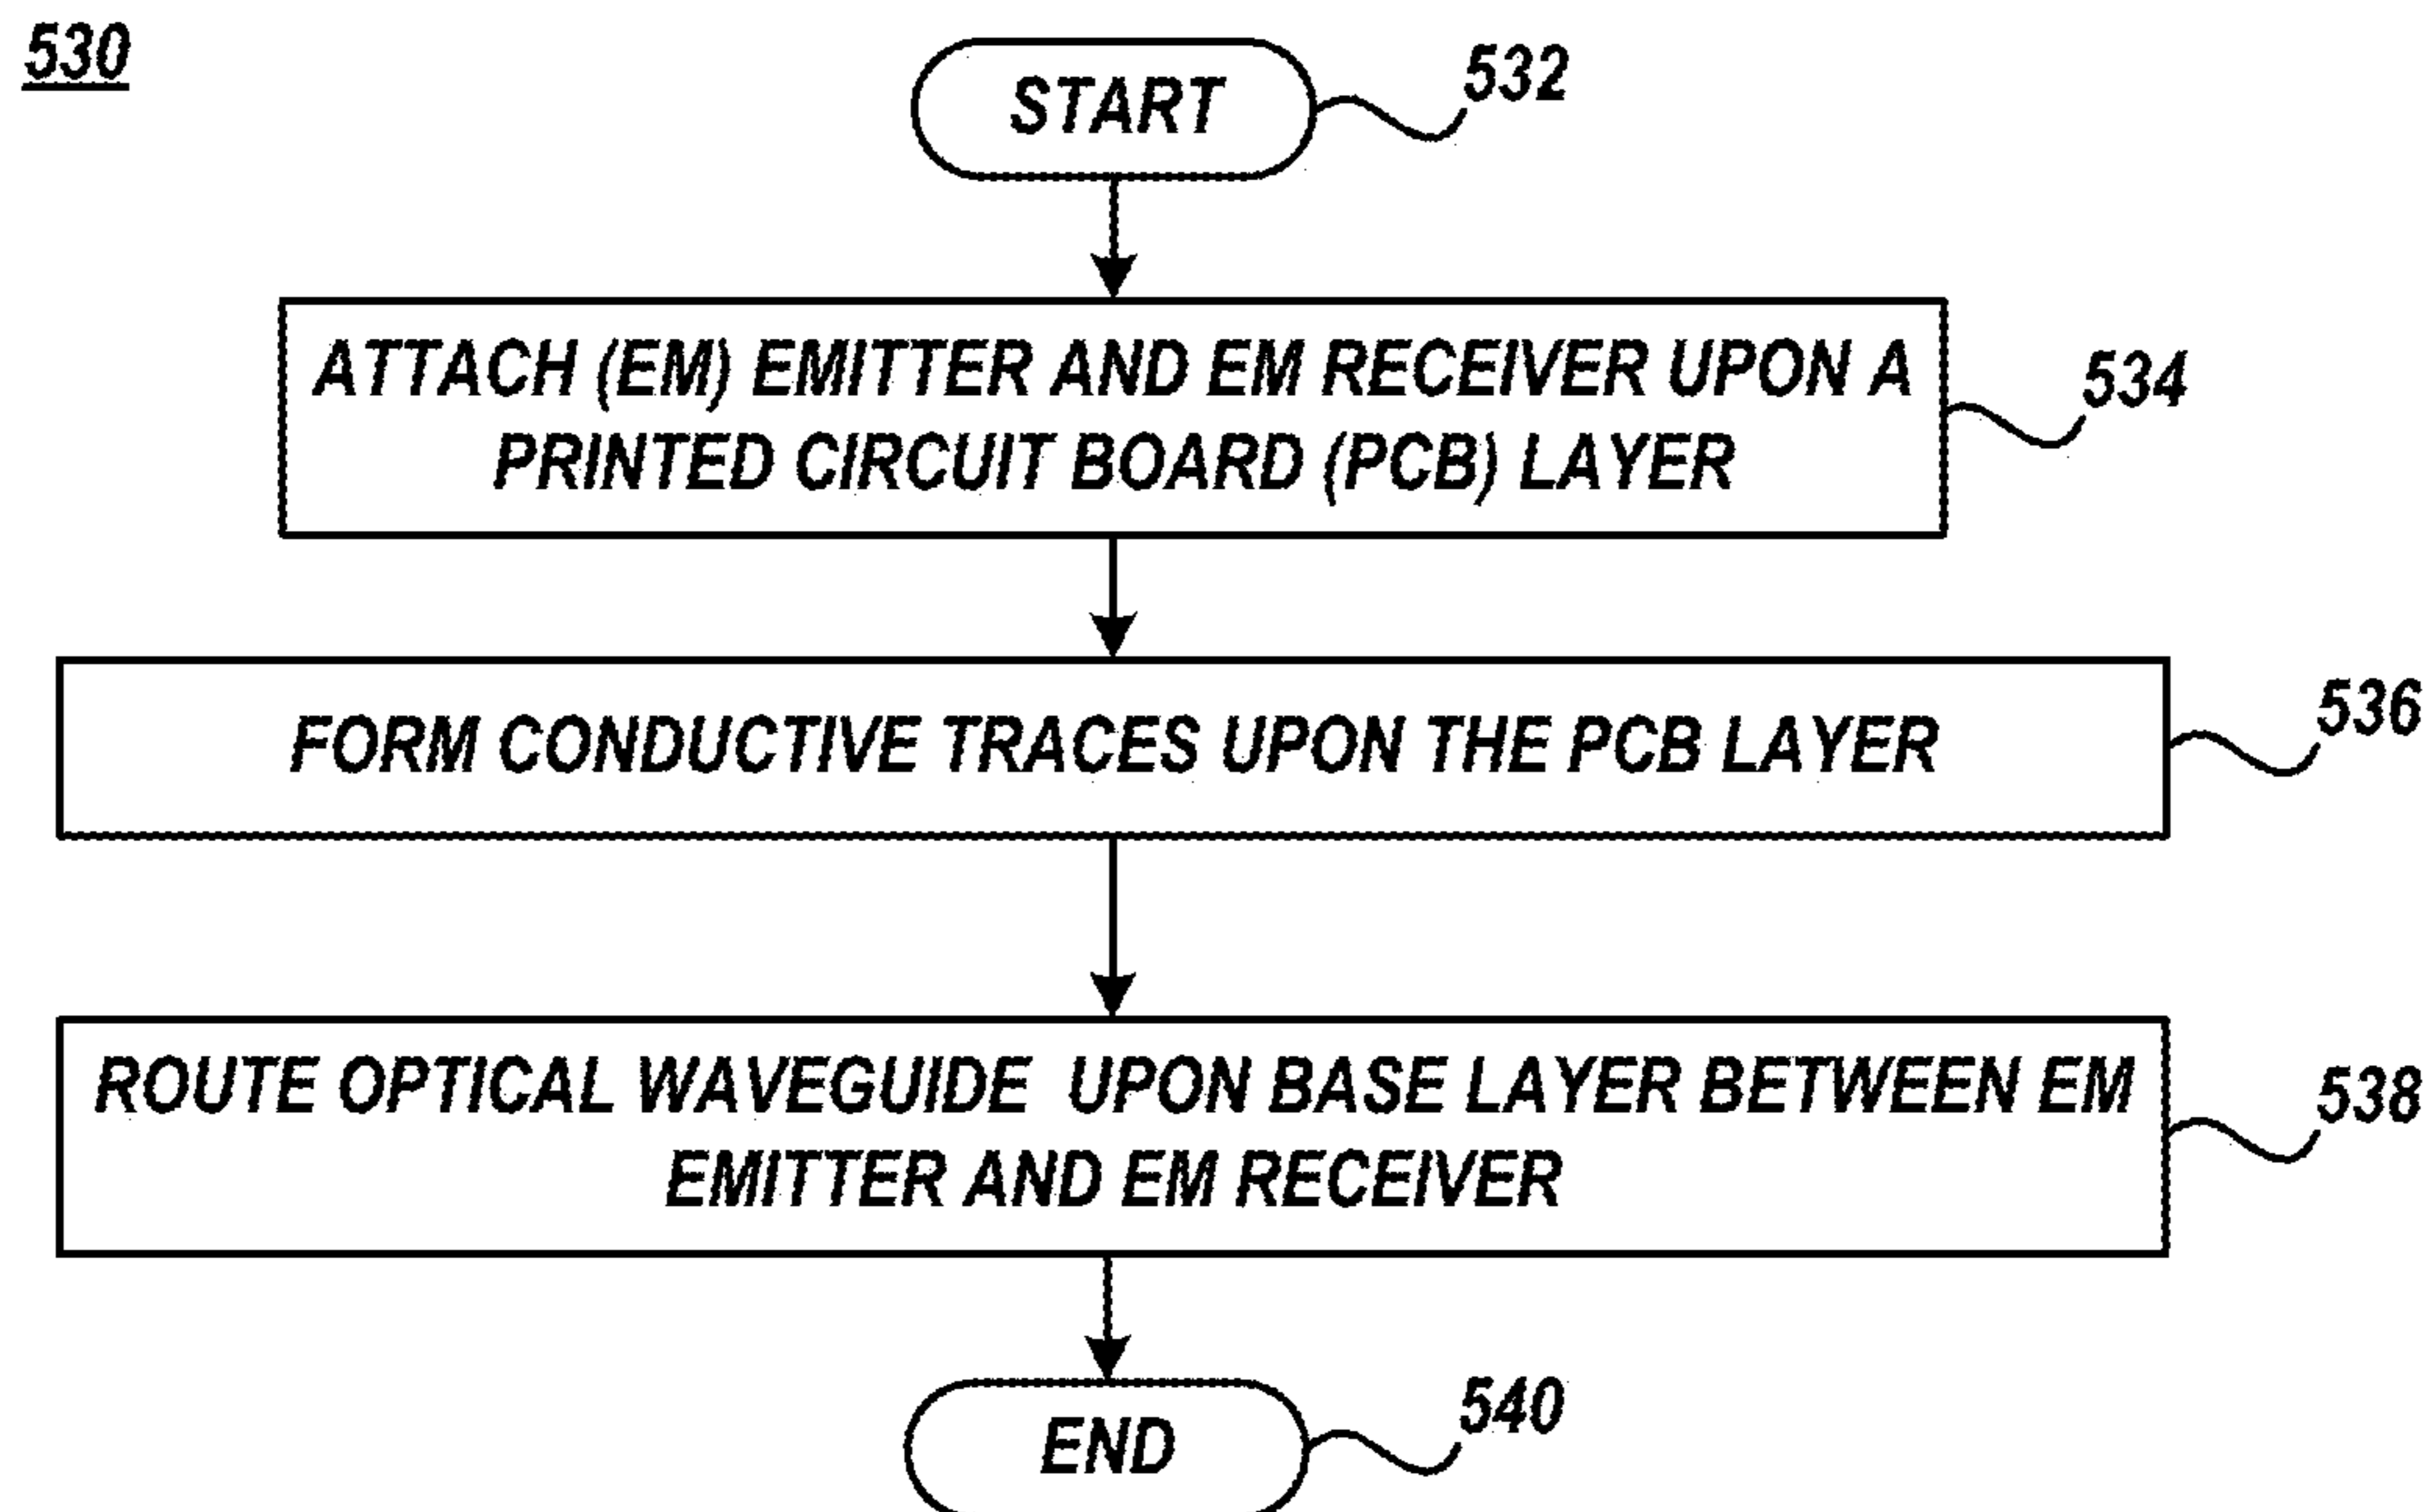 530
START
532
ATTACH (EM) EMITTER AND EM RECEIVER UPON A
PRINTED CIRCUIT BOARD (PCB) LAYER
534
FORM CONDUCTIVE TRACES UPON THE PCB LAYER
536
ROUTE OPTICAL WAVEGUIDE UPON BASE LAYER BETWEEN EM
EMITTER AND EM RECEIVER
538
END
540